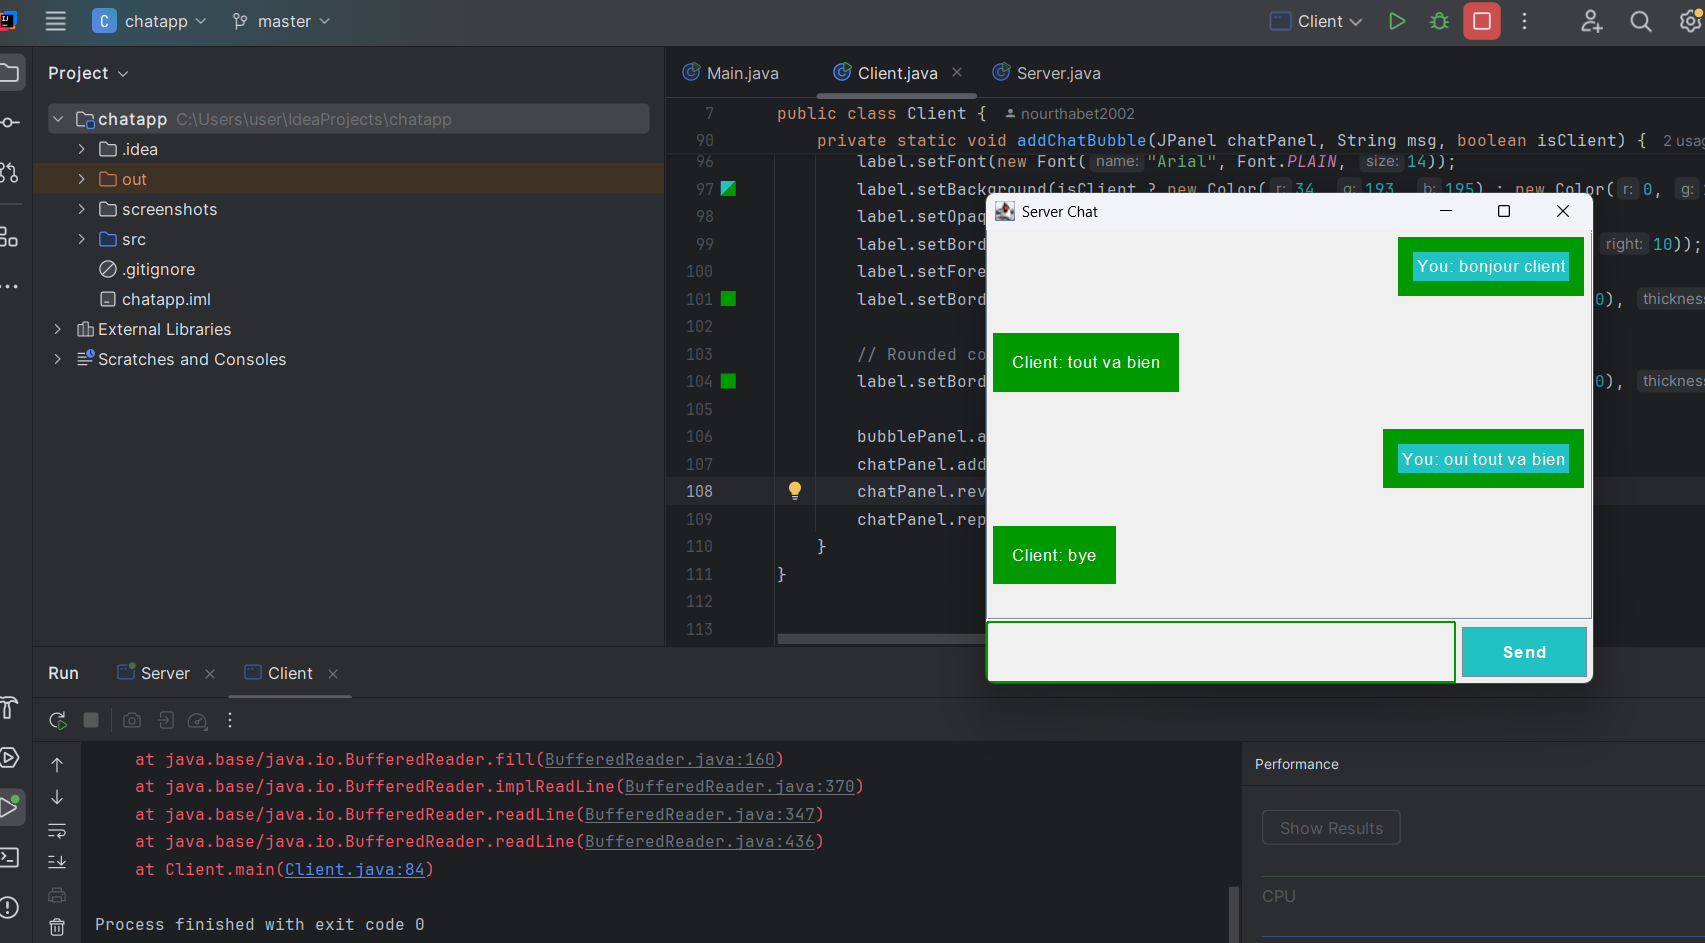 C chatapp master Client
Project
Main.java Client.java Server.java
chatapp C:\Users\user\IdeaProjects\chatapp
.idea
out
screenshots
src
.gitignore
chatapp.iml
External Libraries
Scratches and Consoles
7 public class Client { nourthabet2002
90 private static void addChatBubble(JPanel chatPanel, String msg, boolean isClient) {
96 label.setFont(new Font( name: "Arial", Font.PLAIN, size: 14));
97 label.setBackground(isClient ? new Color( r: 34, g: 193, b: 195) : new Color( r: 0, g:
98 label.setOpaq
99 label.setBord right: 10));
100 label.setFore
101 label.setBord 0), thicknes
102
103 // Rounded co
104 label.setBord 0), thicknes
105
106 bubblePanel.a
107 chatPanel.add
108 chatPanel.rev
109 chatPanel.rep
110 }
111 }
112
113
Server Chat
You: bonjour client
Client: tout va bien
You: oui tout va bien
Client: bye
Send
Run Server Client
at java.base/java.io.BufferedReader.fill(BufferedReader.java:160)
at java.base/java.io.BufferedReader.implReadLine(BufferedReader.java:370)
at java.base/java.io.BufferedReader.readLine(BufferedReader.java:347)
at java.base/java.io.BufferedReader.readLine(BufferedReader.java:436)
at Client.main(Client.java:84)
Process finished with exit code 0
Performance
Show Results
CPU